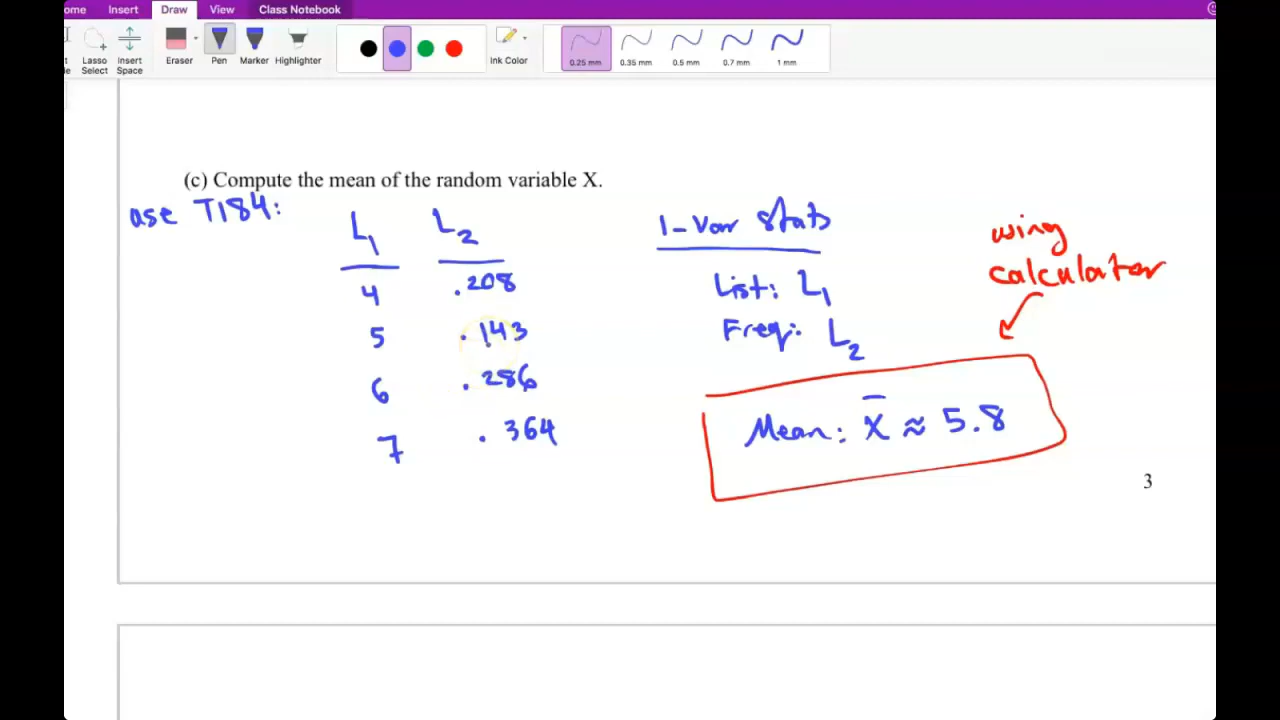 ome Insert Draw View Class Notebook
Lasso Select
Insert Space
Eraser
Pen
Marker
Highlighter
Ink Color
0.25 mm
0.35 mm
0.5 mm
0.7 mm
1 mm
(c) Compute the mean of the random variable X.
use TI84:
L1 L2
4 .208
5 .143
6 .286
7 .364
1-Var Stats
List: L1
Freq: L2
Mean: x̄ ≈ 5.8
using
calculator
3